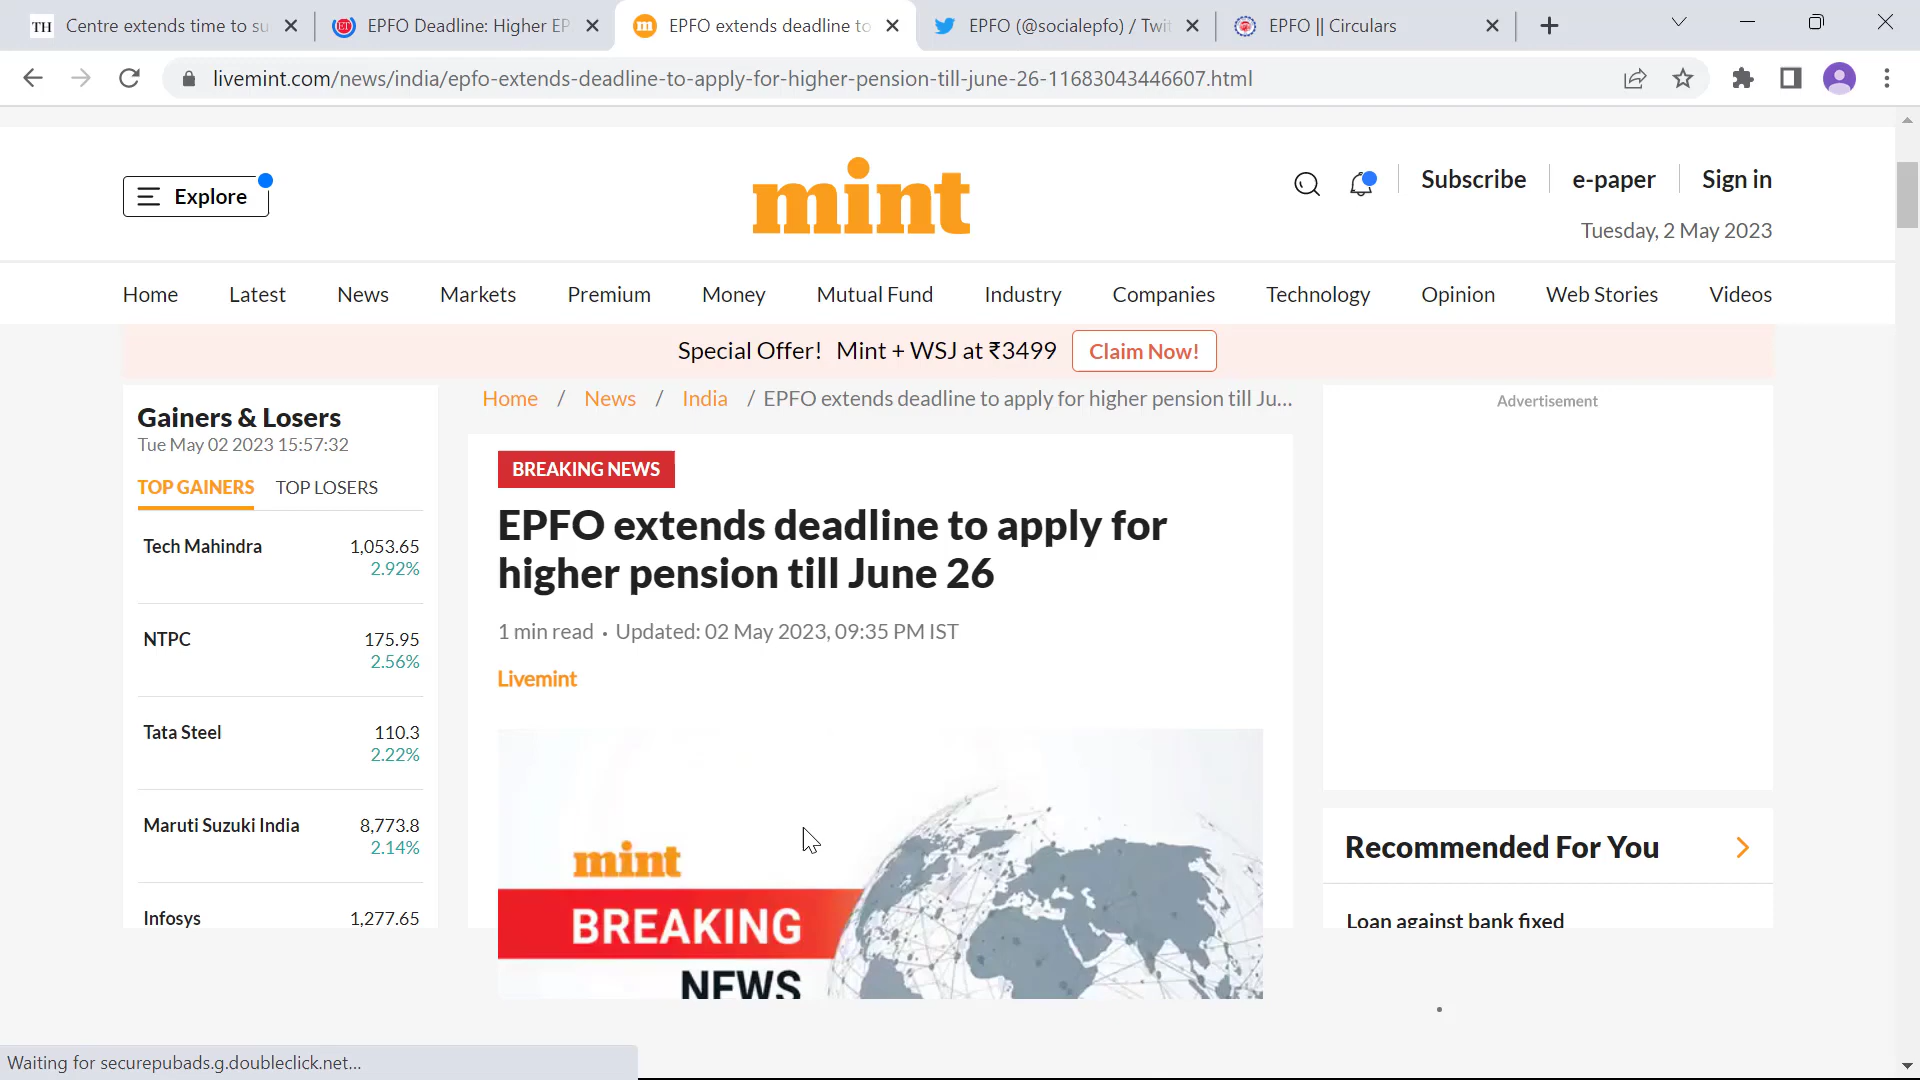 Centre extends time to su
EPFO Deadline: Higher EP
EPFO extends deadline to
EPFO (@socialepfo) / Twit
EPFO || Circulars
livemint.com/news/india/epfo-extends-deadline-to-apply-for-higher-pension-till-june-26-11683043446607.html
Explore
mint
Subscribe
e-paper
Sign in
Tuesday, 2 May 2023
Home Latest News Markets Premium Money Mutual Fund Industry Companies Technology Opinion Web Stories Videos
Special Offer! Mint + WSJ at ₹3499 Claim Now!
Gainers & Losers
Tue May 02 2023 15:57:32
TOP GAINERS TOP LOSERS
Tech Mahindra 1,053.65
2.92%
NTPC 175.95
2.56%
Tata Steel 110.3
2.22%
Maruti Suzuki India 8,773.8
2.14%
Infosys 1,277.65
Home / News / India / EPFO extends deadline to apply for higher pension till Ju...
BREAKING NEWS
EPFO extends deadline to apply for
higher pension till June 26
1 min read • Updated: 02 May 2023, 09:35 PM IST
Livemint
mint
BREAKING
NEWS
Advertisement
Recommended For You
Loan against bank fixed
Waiting for securepubads.g.doubleclick.net...
TH
ET
m